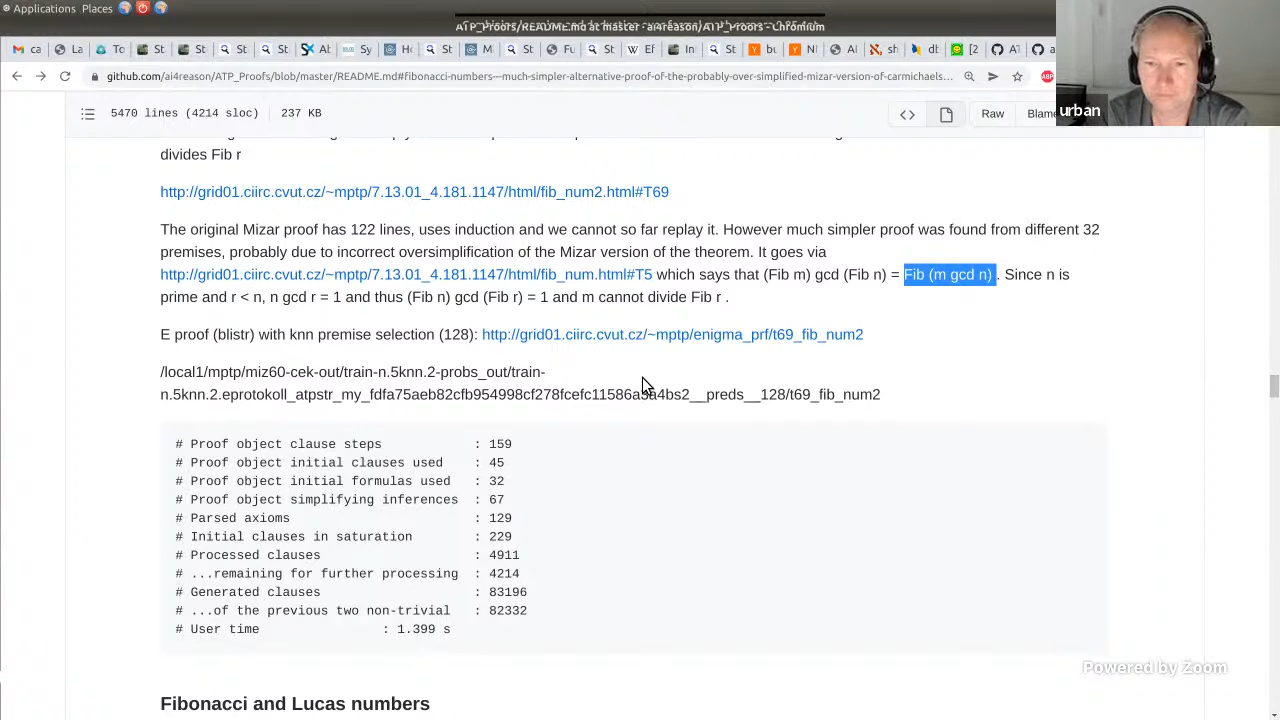 Applications Places
ATP_Proofs/README.md at master · ai4reason/ATP_Proofs - Chromium
github.com/ai4reason/ATP_Proofs/blob/master/README.md#fibonacci-numbers---much-simpler-alternative-proof-of-the-probably-over-simplified-mizar-version-of-carmichaels...
urban
5470 lines (4214 sloc) 237 KB
Raw
Blame
divides Fib r
http://grid01.ciirc.cvut.cz/~mptp/7.13.01_4.181.1147/html/fib_num2.html#T69
The original Mizar proof has 122 lines, uses induction and we cannot so far replay it. However much simpler proof was found from different 32
premises, probably due to incorrect oversimplification of the Mizar version of the theorem. It goes via
http://grid01.ciirc.cvut.cz/~mptp/7.13.01_4.181.1147/html/fib_num.html#T5 which says that (Fib m) gcd (Fib n) = Fib (m gcd n) . Since n is
prime and r < n, n gcd r = 1 and thus (Fib n) gcd (Fib r) = 1 and m cannot divide Fib r .
E proof (blistr) with knn premise selection (128): http://grid01.ciirc.cvut.cz/~mptp/enigma_prf/t69_fib_num2
/local1/mptp/miz60-cek-out/train-n.5knn.2-probs_out/train-
n.5knn.2.eprotokoll_atpstr_my_fdfa75aeb82cfb954998cf278fcefc11586a3a4bs2__preds__128/t69_fib_num2
# Proof object clause steps : 159
# Proof object initial clauses used : 45
# Proof object initial formulas used : 32
# Proof object simplifying inferences : 67
# Parsed axioms : 129
# Initial clauses in saturation : 229
# Processed clauses : 4911
# ...remaining for further processing : 4214
# Generated clauses : 83196
# ...of the previous two non-trivial : 82332
# User time : 1.399 s
Powered by Zoom
Fibonacci and Lucas numbers